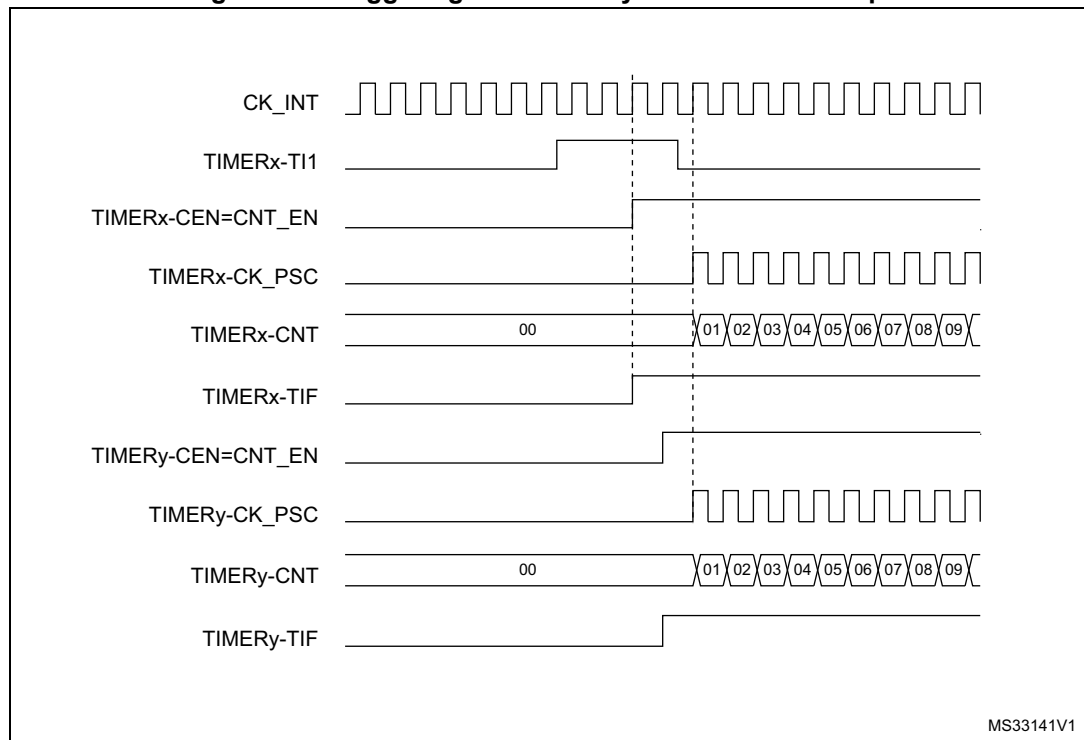 CK_INT
TIMERx-TI1
TIMERx-CEN=CNT_EN
TIMERx-CK_PSC
TIMERx-CNT 00 01 02 03 04 05 06 07 08 09
TIMERx-TIF
TIMERy-CEN=CNT_EN
TIMERy-CK_PSC
TIMERy-CNT 00 01 02 03 04 05 06 07 08 09
TIMERy-TIF
MS33141V1